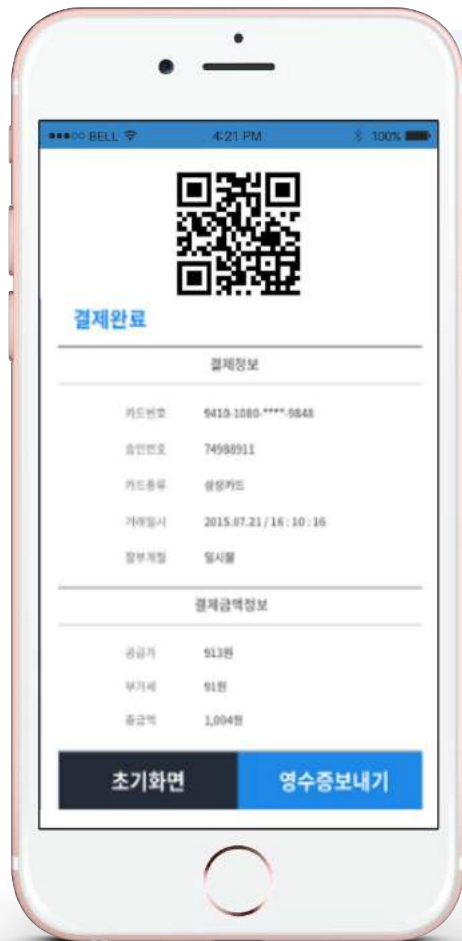 BELL 4:21 PM 100%
결제완료
결제정보
카드번호 9410-1080-****-9848
승인번호 74988911
카드종류 삼성카드
거래일시 2015.07.21 / 16 : 10 : 16
할부개월 일시불
결제금액정보
공급가 913원
부가세 91원
총금액 1,004원
초기화면 영수증보내기